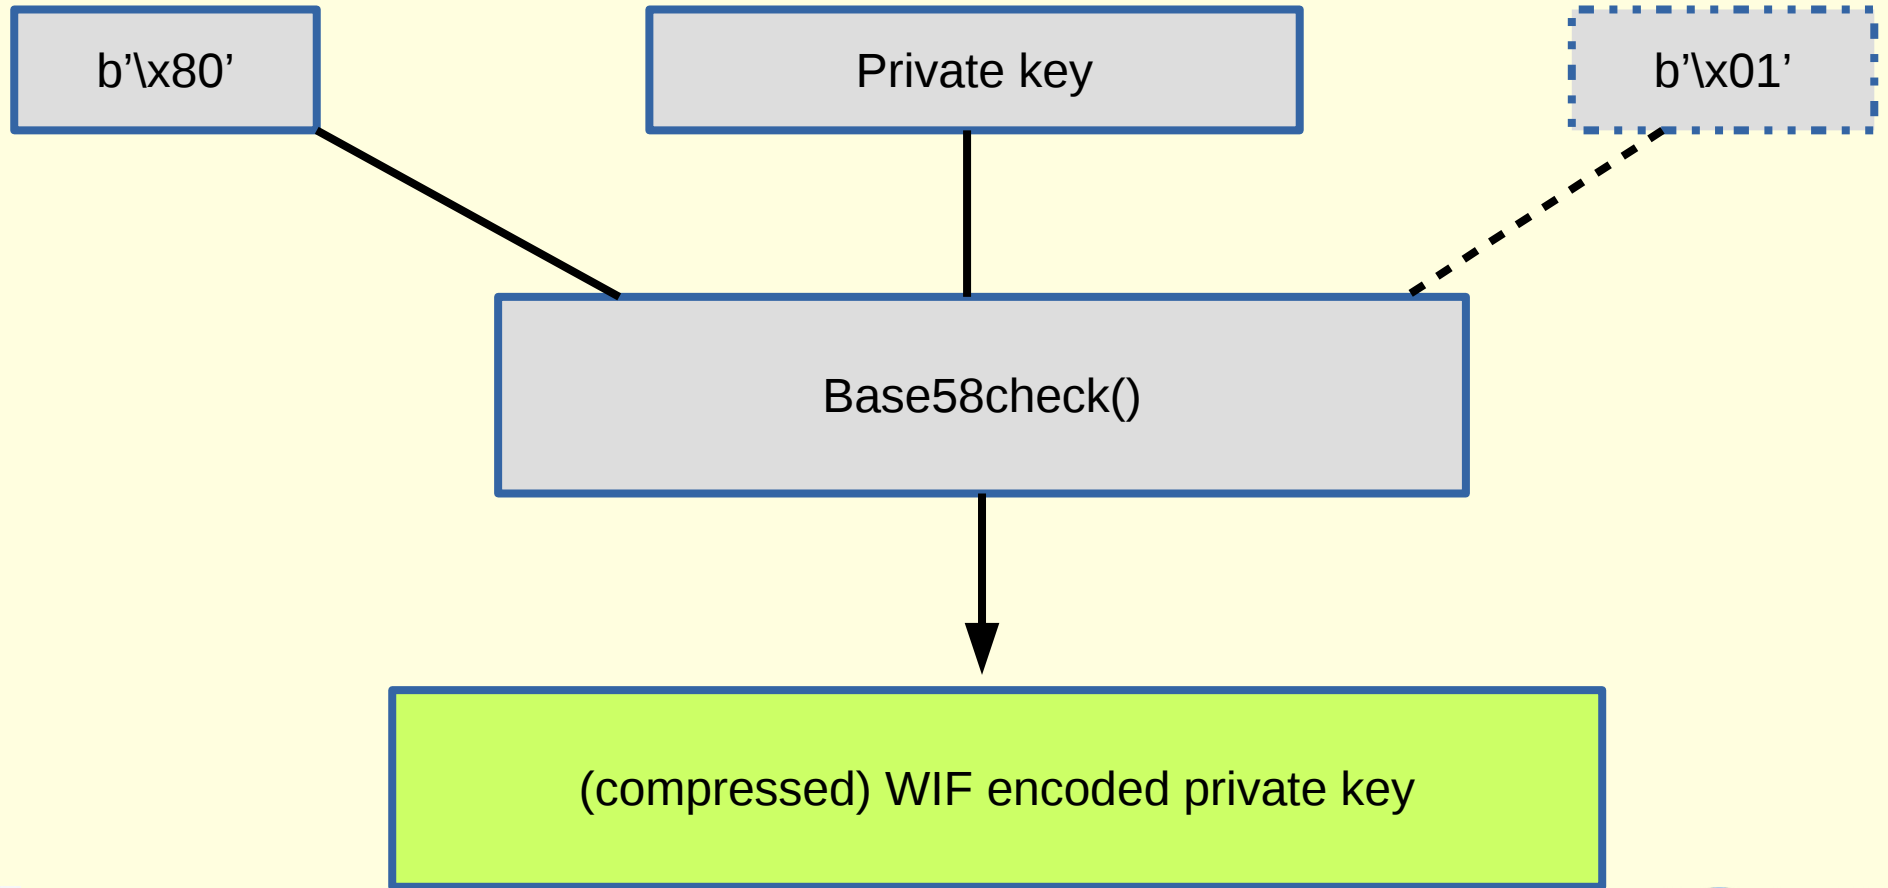 b’\x80’
Private key
b’\x01’
Base58check()
(compressed) WIF encoded private key